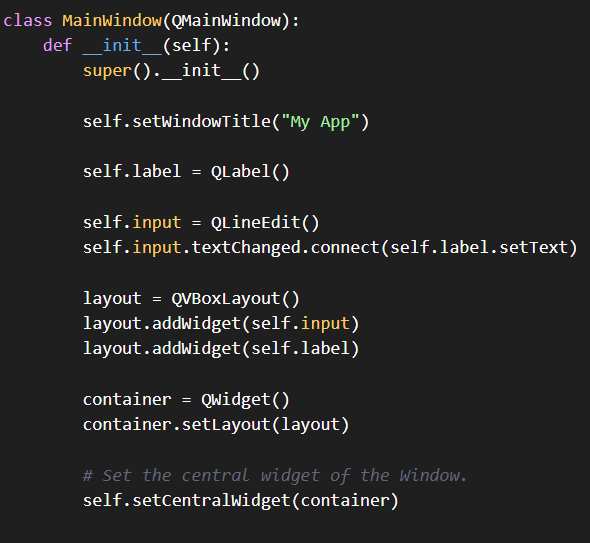 class MainWindow(QMainWindow):
    def __init__(self):
        super().__init__()

        self.setWindowTitle("My App")

        self.label = QLabel()

        self.input = QLineEdit()
        self.input.textChanged.connect(self.label.setText)

        layout = QVBoxLayout()
        layout.addWidget(self.input)
        layout.addWidget(self.label)

        container = QWidget()
        container.setLayout(layout)

        # Set the central widget of the Window.
        self.setCentralWidget(container)